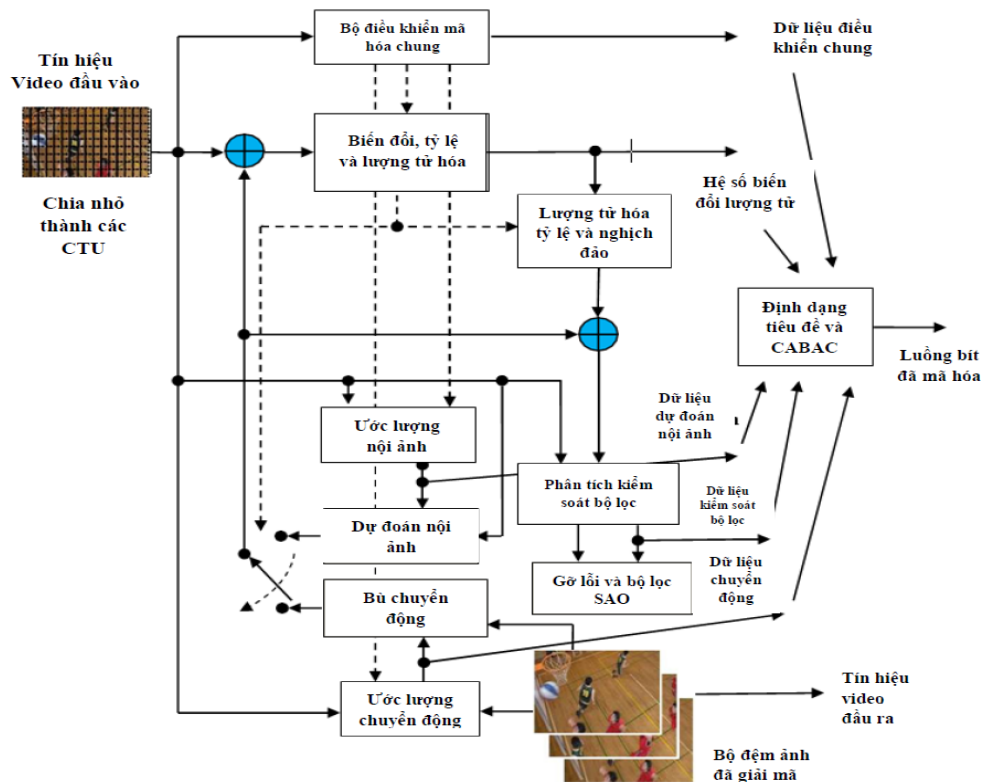 Bộ điều khiển mã
hóa chung
Dữ liệu điều
khiển chung
Tín hiệu
Video đầu vào
Biến đổi, tỷ lệ
và lượng tử hóa
Hệ số biến
đổi lượng tử
Chia nhỏ
thành các
CTU
Lượng tử hóa
tỷ lệ và nghịch
đảo
Định dạng
tiêu đề và
CABAC
Luồng bít
đã mã hóa
Dữ liệu
dự đoán
nội ảnh
Ước lượng
nội ảnh
Phân tích kiểm
soát bộ lọc
Dữ liệu
kiểm soát
bộ lọc
Dự đoán nội
ảnh
Gỡ lỗi và bộ lọc
SAO
Dữ liệu
chuyển
động
Bù chuyển
động
Ước lượng
chuyển động
Tín hiệu
video
đầu ra
Bộ đệm ảnh
đã giải mã